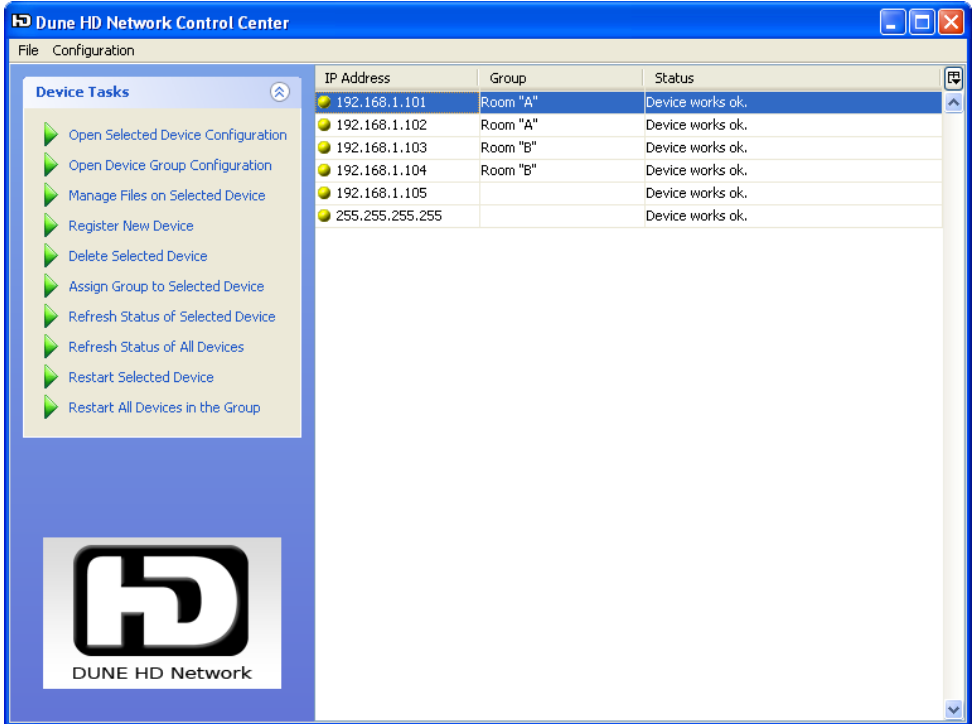 Dune HD Network Control Center
File Configuration
Device Tasks
Open Selected Device Configuration
Open Device Group Configuration
Manage Files on Selected Device
Register New Device
Delete Selected Device
Assign Group to Selected Device
Refresh Status of Selected Device
Refresh Status of All Devices
Restart Selected Device
Restart All Devices in the Group
HD
DUNE HD Network
IP Address Group Status
192.168.1.101 Room "A" Device works ok.
192.168.1.102 Room "A" Device works ok.
192.168.1.103 Room "B" Device works ok.
192.168.1.104 Room "B" Device works ok.
192.168.1.105 Device works ok.
255.255.255.255 Device works ok.